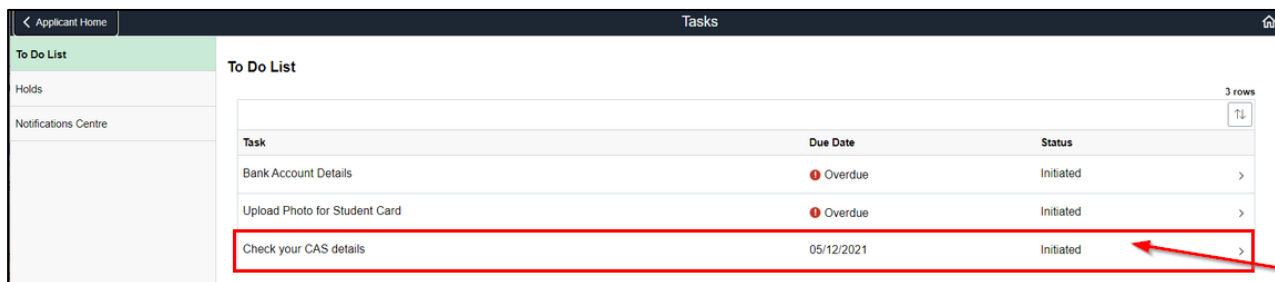 Applicant Home Tasks
To Do List
To Do List
Holds
3 rows
Notifications Centre
Task Due Date Status
Bank Account Details Overdue Initiated
Upload Photo for Student Card Overdue Initiated
Check your CAS details 05/12/2021 Initiated